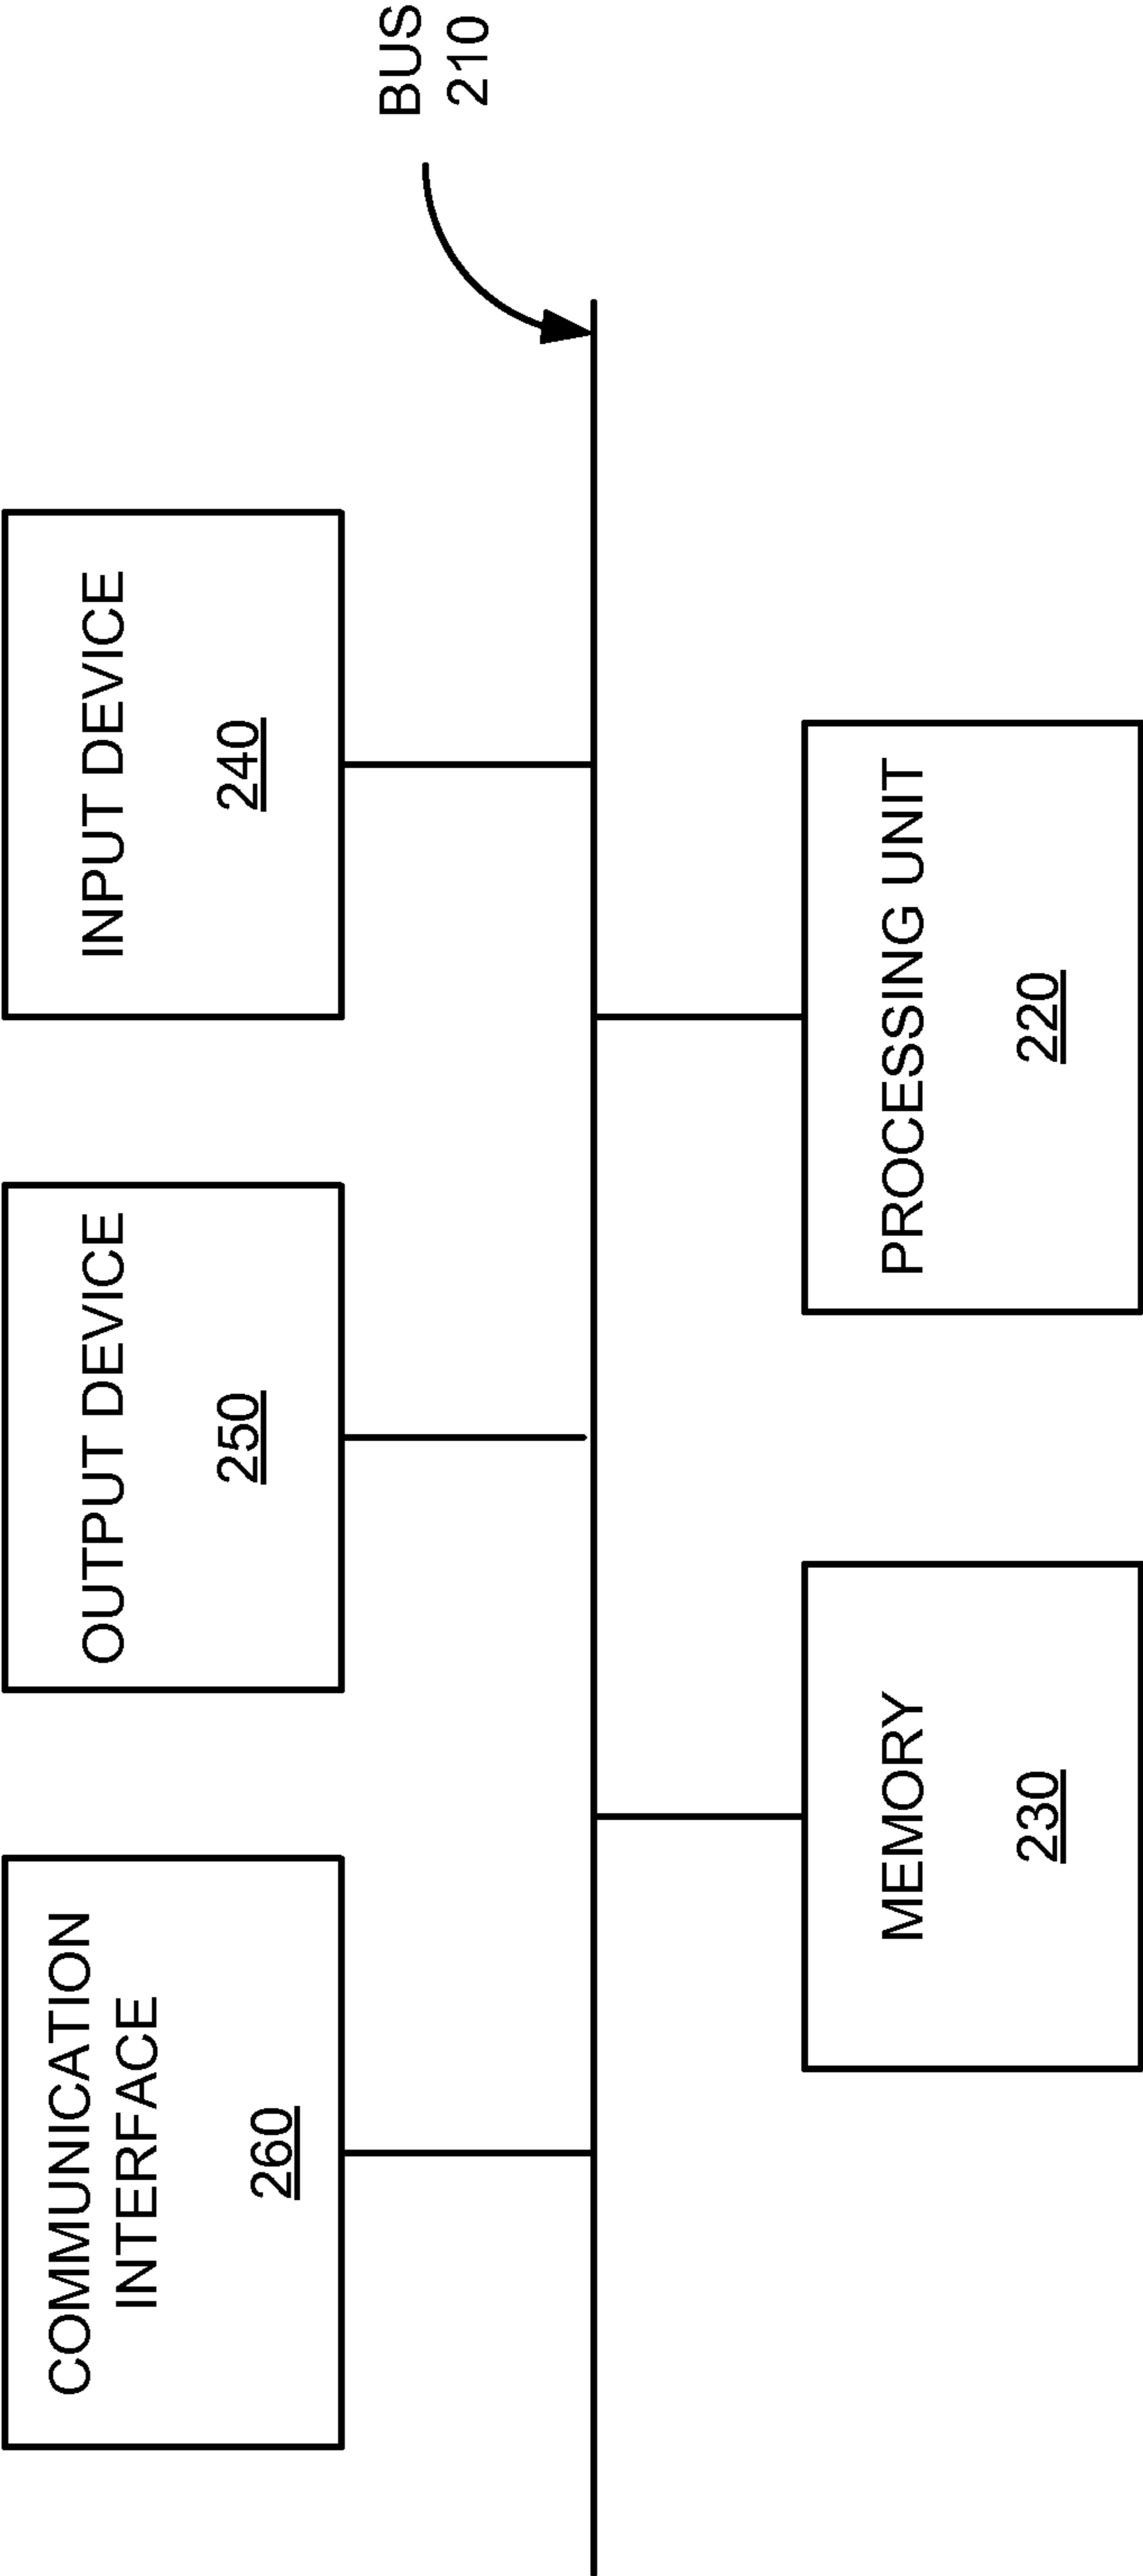 COMMUNICATION
INTERFACE
260
OUTPUT DEVICE
250
INPUT DEVICE
240
BUS
210
MEMORY
230
PROCESSING UNIT
220